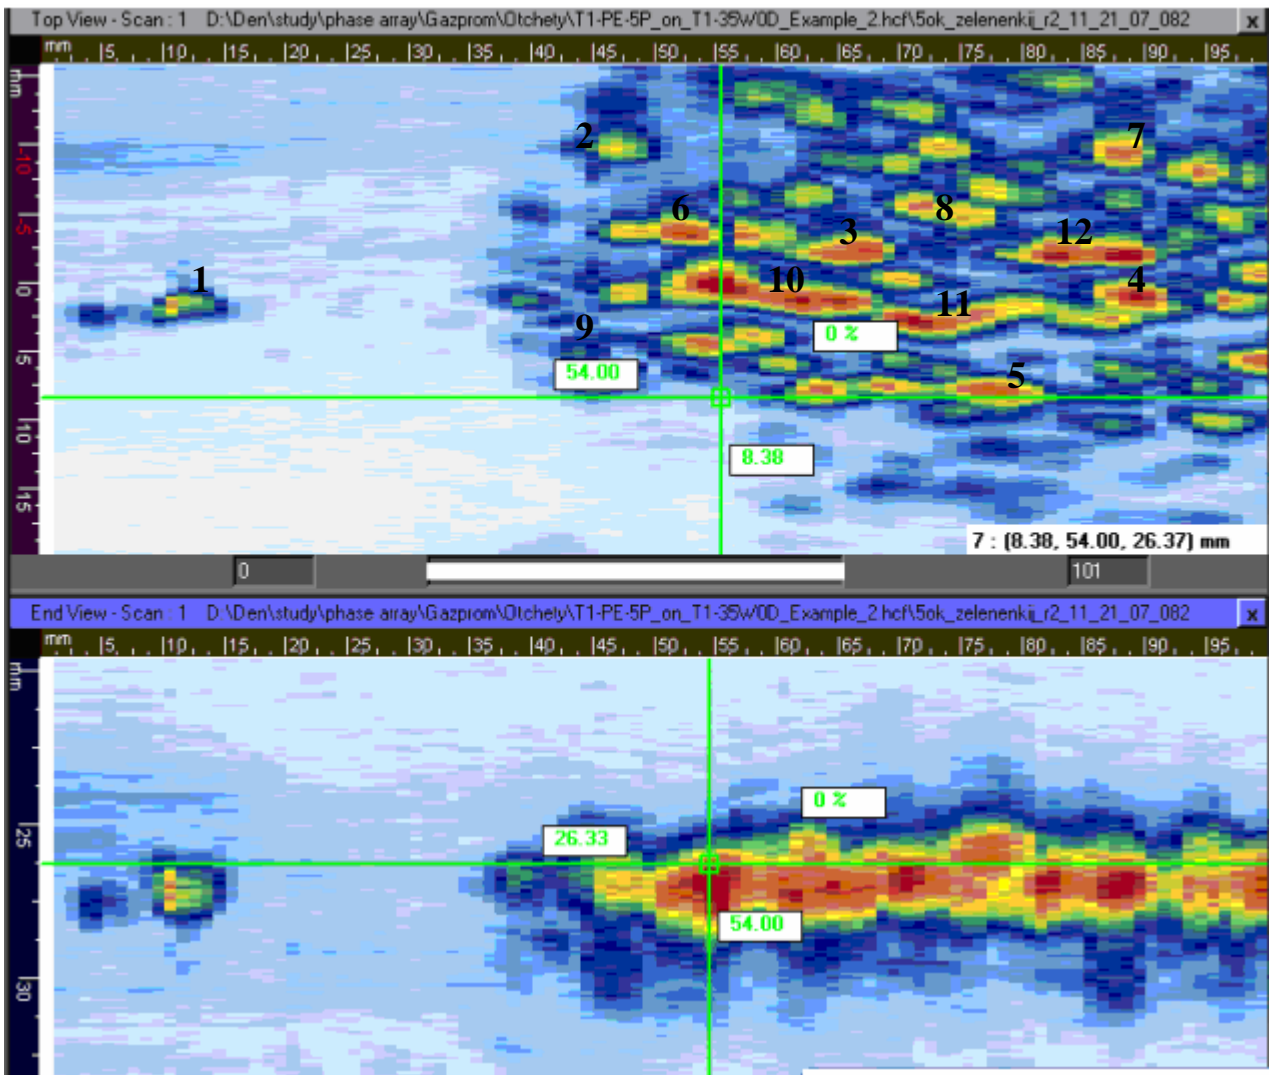 Top View - Scan : 1 D:\Den\study\phase array\Gazprom\Otchety\T1-PE-5P_on_T1-35W0D_Example_2.hcf\5ok_zelenenkij_r2_11_21_07_082 x
mm 5 10 15 20 25 30 35 40 45 50 55 60 65 70 75 80 85 90 95
mm
2 7
-10
6 8
-5
3 12
1 10 4
0
11
9
0 %
5
54.00
5
10
8.38
15
7 : (8.38, 54.00, 26.37) mm
0 101
End View - Scan : 1 D:\Den\study\phase array\Gazprom\Otchety\T1-PE-5P_on_T1-35W0D_Example_2.hcf\5ok_zelenenkij_r2_11_21_07_082 x
mm 5 10 15 20 25 30 35 40 45 50 55 60 65 70 75 80 85 90 95
mm
0 %
25
26.33
54.00
30